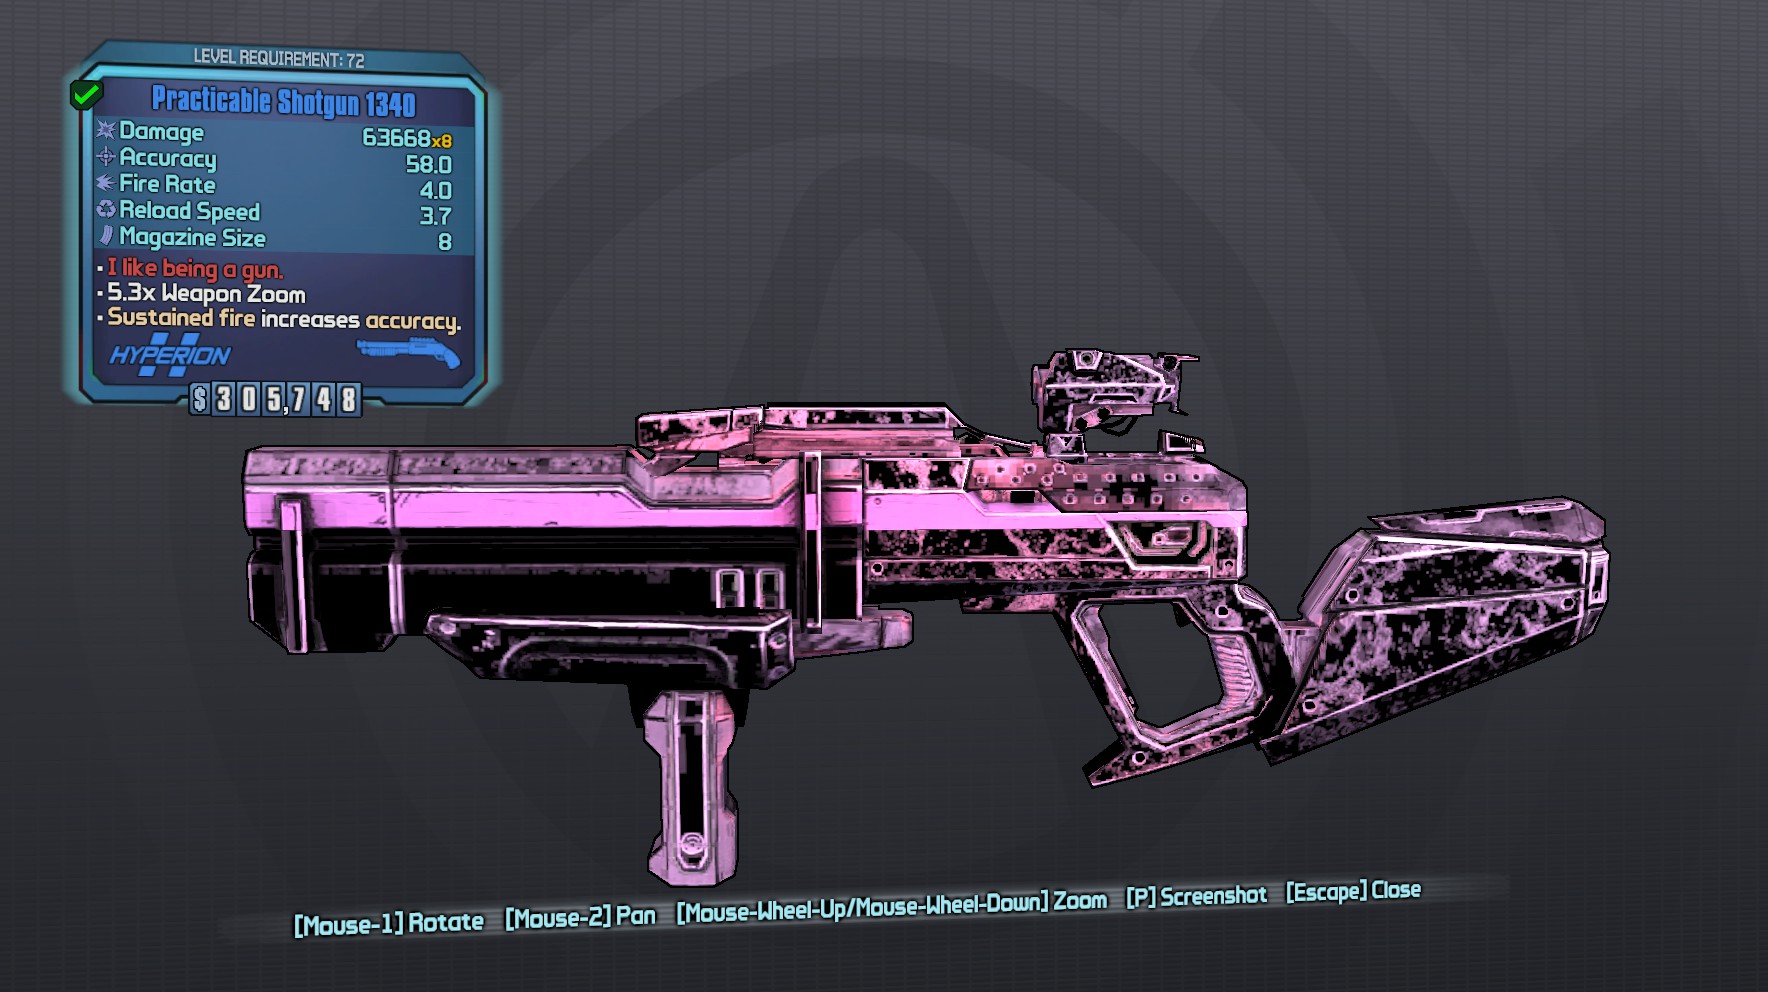 LEVEL REQUIREMENT: 72
Practicable Shotgun 1340
Damage 63668x8
Accuracy 58.0
Fire Rate 4.0
Reload Speed 3.7
Magazine Size 8
• I like being a gun.
• 5.3x Weapon Zoom
• Sustained fire increases accuracy.
HYPERION
$305,748
[Mouse-1] Rotate [Mouse-2] Pan [Mouse-Wheel-Up/Mouse-Wheel-Down] Zoom [P] Screenshot [Escape] Close